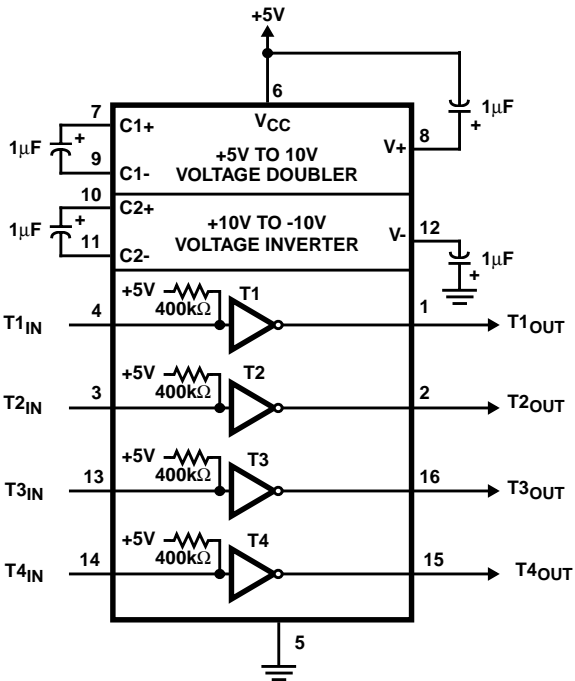 +5V
6
VCC
7
C1+
1µF
+
9
C1-
+5V TO 10V
VOLTAGE DOUBLER
V+
8
1µF
+
10
C2+
1µF
+
11
C2-
+10V TO -10V
VOLTAGE INVERTER
V-
12
1µF
+
+5V
400kΩ
T1
T1IN
4
1
T1OUT
+5V
400kΩ
T2
T2IN
3
2
T2OUT
+5V
400kΩ
T3
T3IN
13
16
T3OUT
+5V
400kΩ
T4
T4IN
14
15
T4OUT
5